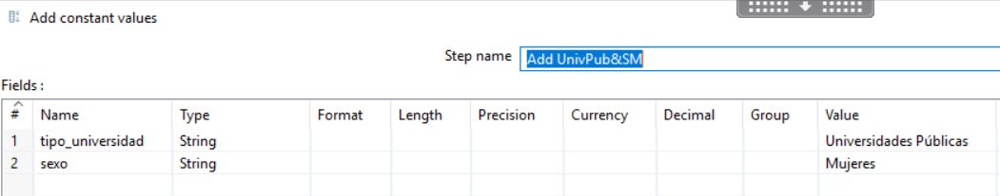 Add constant values
Step name Add UnivPub&SM
Fields :
# Name Type Format Length Precision Currency Decimal Group Value
1 tipo_universidad String Universidades Públicas
2 sexo String Mujeres